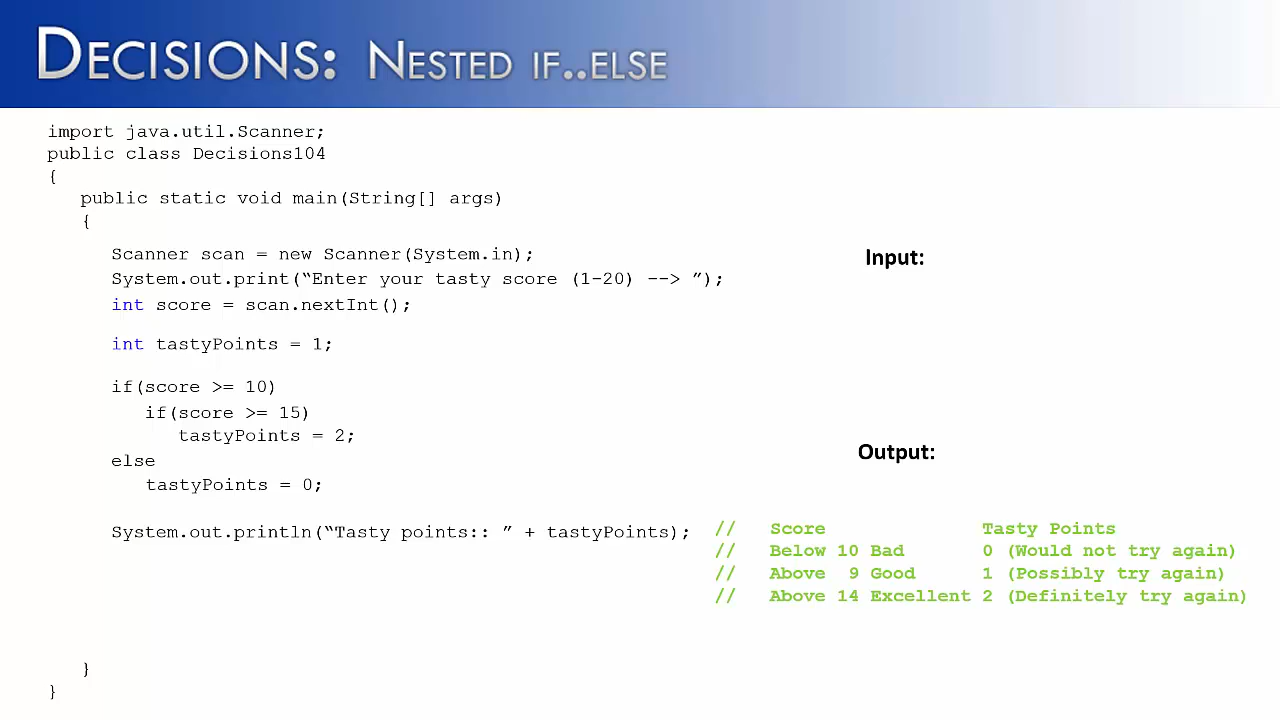 DECISIONS: NESTED IF..ELSE
import java.util.Scanner;
public class Decisions104
{
public static void main(String[] args)
{
Scanner scan = new Scanner(System.in);
System.out.print(“Enter your tasty score (1–20) --> ”);
int score = scan.nextInt();
int tastyPoints = 1;
if(score >= 10)
if(score >= 15)
tastyPoints = 2;
else
tastyPoints = 0;
System.out.println(“Tasty points:: ” + tastyPoints);
}
}
Input:
Output:
// Score Tasty Points
// Below 10 Bad 0 (Would not try again)
// Above 9 Good 1 (Possibly try again)
// Above 14 Excellent 2 (Definitely try again)